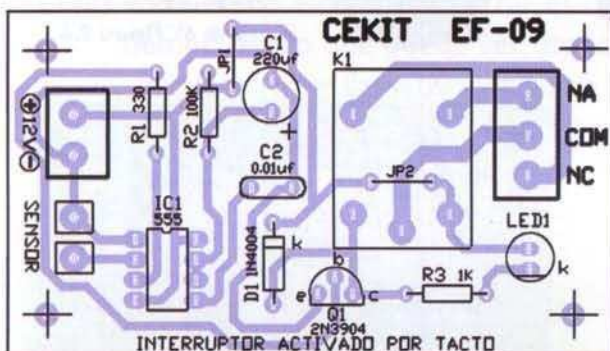 CEKIT EF-09
JP1
C1
220uf
+
K1
NA
COM
NC
+12V-
R1 330
R2 100K
C2
0.01uf
JP2
SENSOR
IC1
555
LED1
k
D1 1N4004
k
b
e
c
Q1
2N3904
R3 1K
INTERRUPTOR ACTIVADO POR TACTO